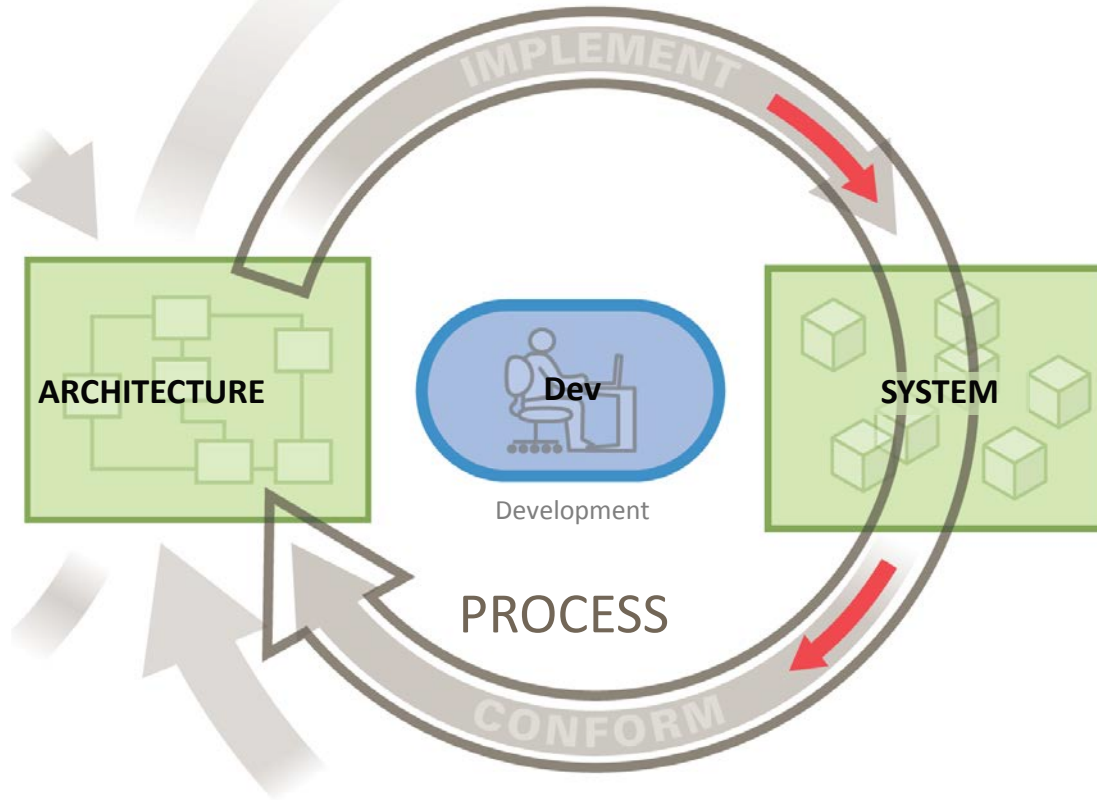 IMPLEMENT
ARCHITECTURE
Dev
SYSTEM
Development
PROCESS
CONFORM